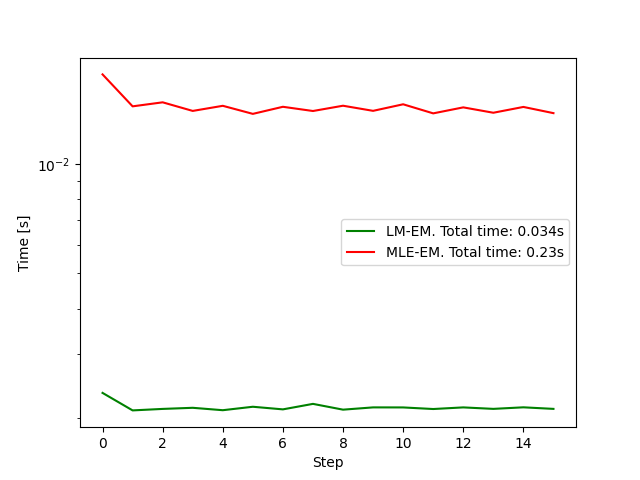 10⁻²
Time [s]
LM-EM. Total time: 0.034s
MLE-EM. Total time: 0.23s
0 2 4 6 8 10 12 14
Step